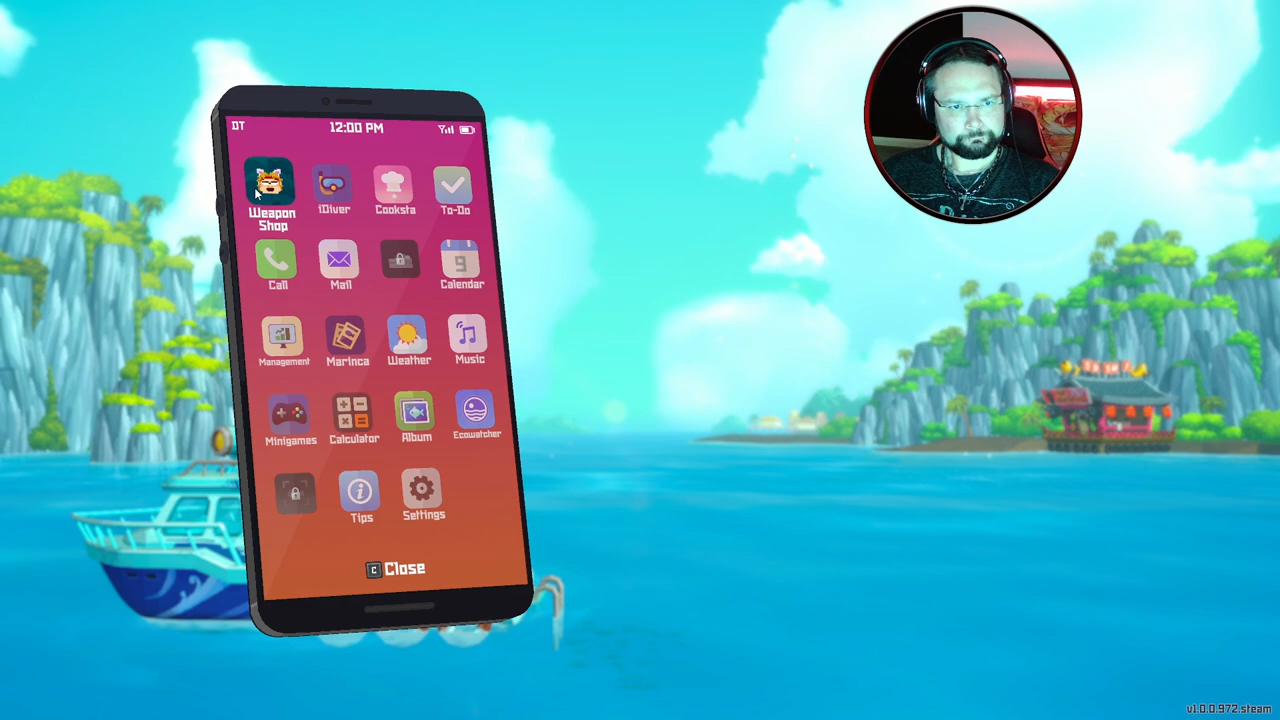 DT
12:00 PM
Weapon
Shop
iDiver
Cooksta
To-Do
Call
Mail
9
Calendar
Management
Marinca
Weather
Music
Minigames
Calculator
Album
Ecowatcher
Tips
Settings
C Close
v1.0.0.972.steam